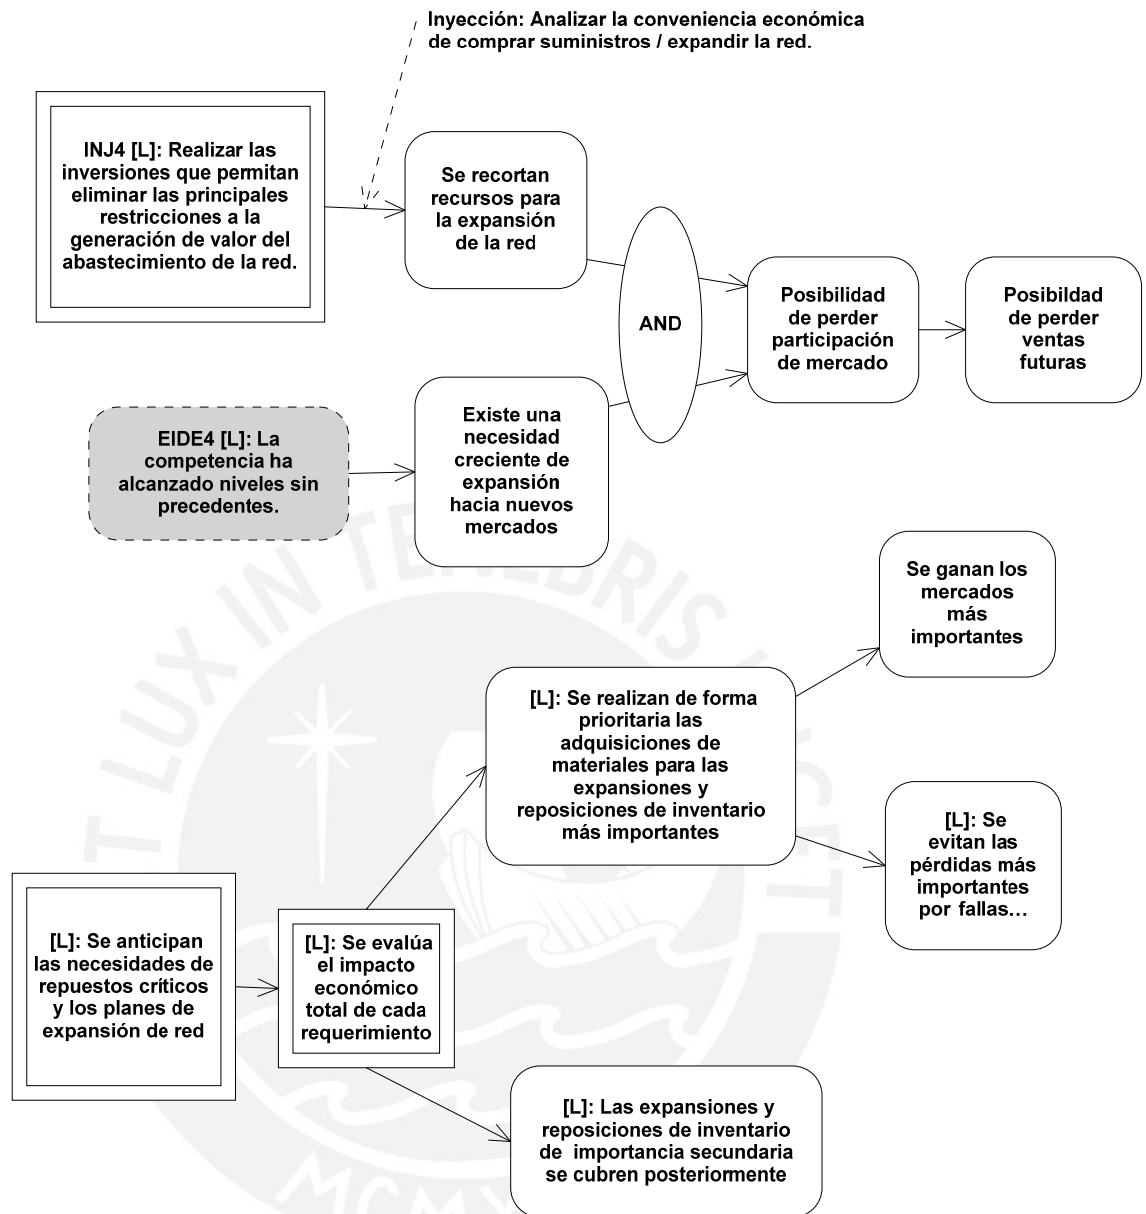 Inyección: Analizar la conveniencia económica
de comprar suministros / expandir la red.
INJ4 [L]: Realizar las
inversiones que permitan
eliminar las principales
restricciones a la
generación de valor del
abastecimiento de la red.
Se recortan
recursos para
la expansión
de la red
AND
Posibilidad
de perder
participación
de mercado
Posibildad
de perder
ventas
futuras
EIDE4 [L]: La
competencia ha
alcanzado niveles sin
precedentes.
Existe una
necesidad
creciente de
expansión
hacia nuevos
mercados
Se ganan los
mercados
más
importantes
[L]: Se realizan de forma
prioritaria las
adquisiciones de
materiales para las
expansiones y
reposiciones de inventario
más importantes
[L]: Se
evitan las
pérdidas más
importantes
por fallas…
[L]: Se anticipan
las necesidades de
repuestos críticos
y los planes de
expansión de red
[L]: Se evalúa
el impacto
económico
total de cada
requerimiento
[L]: Las expansiones y
reposiciones de inventario
de importancia secundaria
se cubren posteriormente
LUX IN TENEBRIS